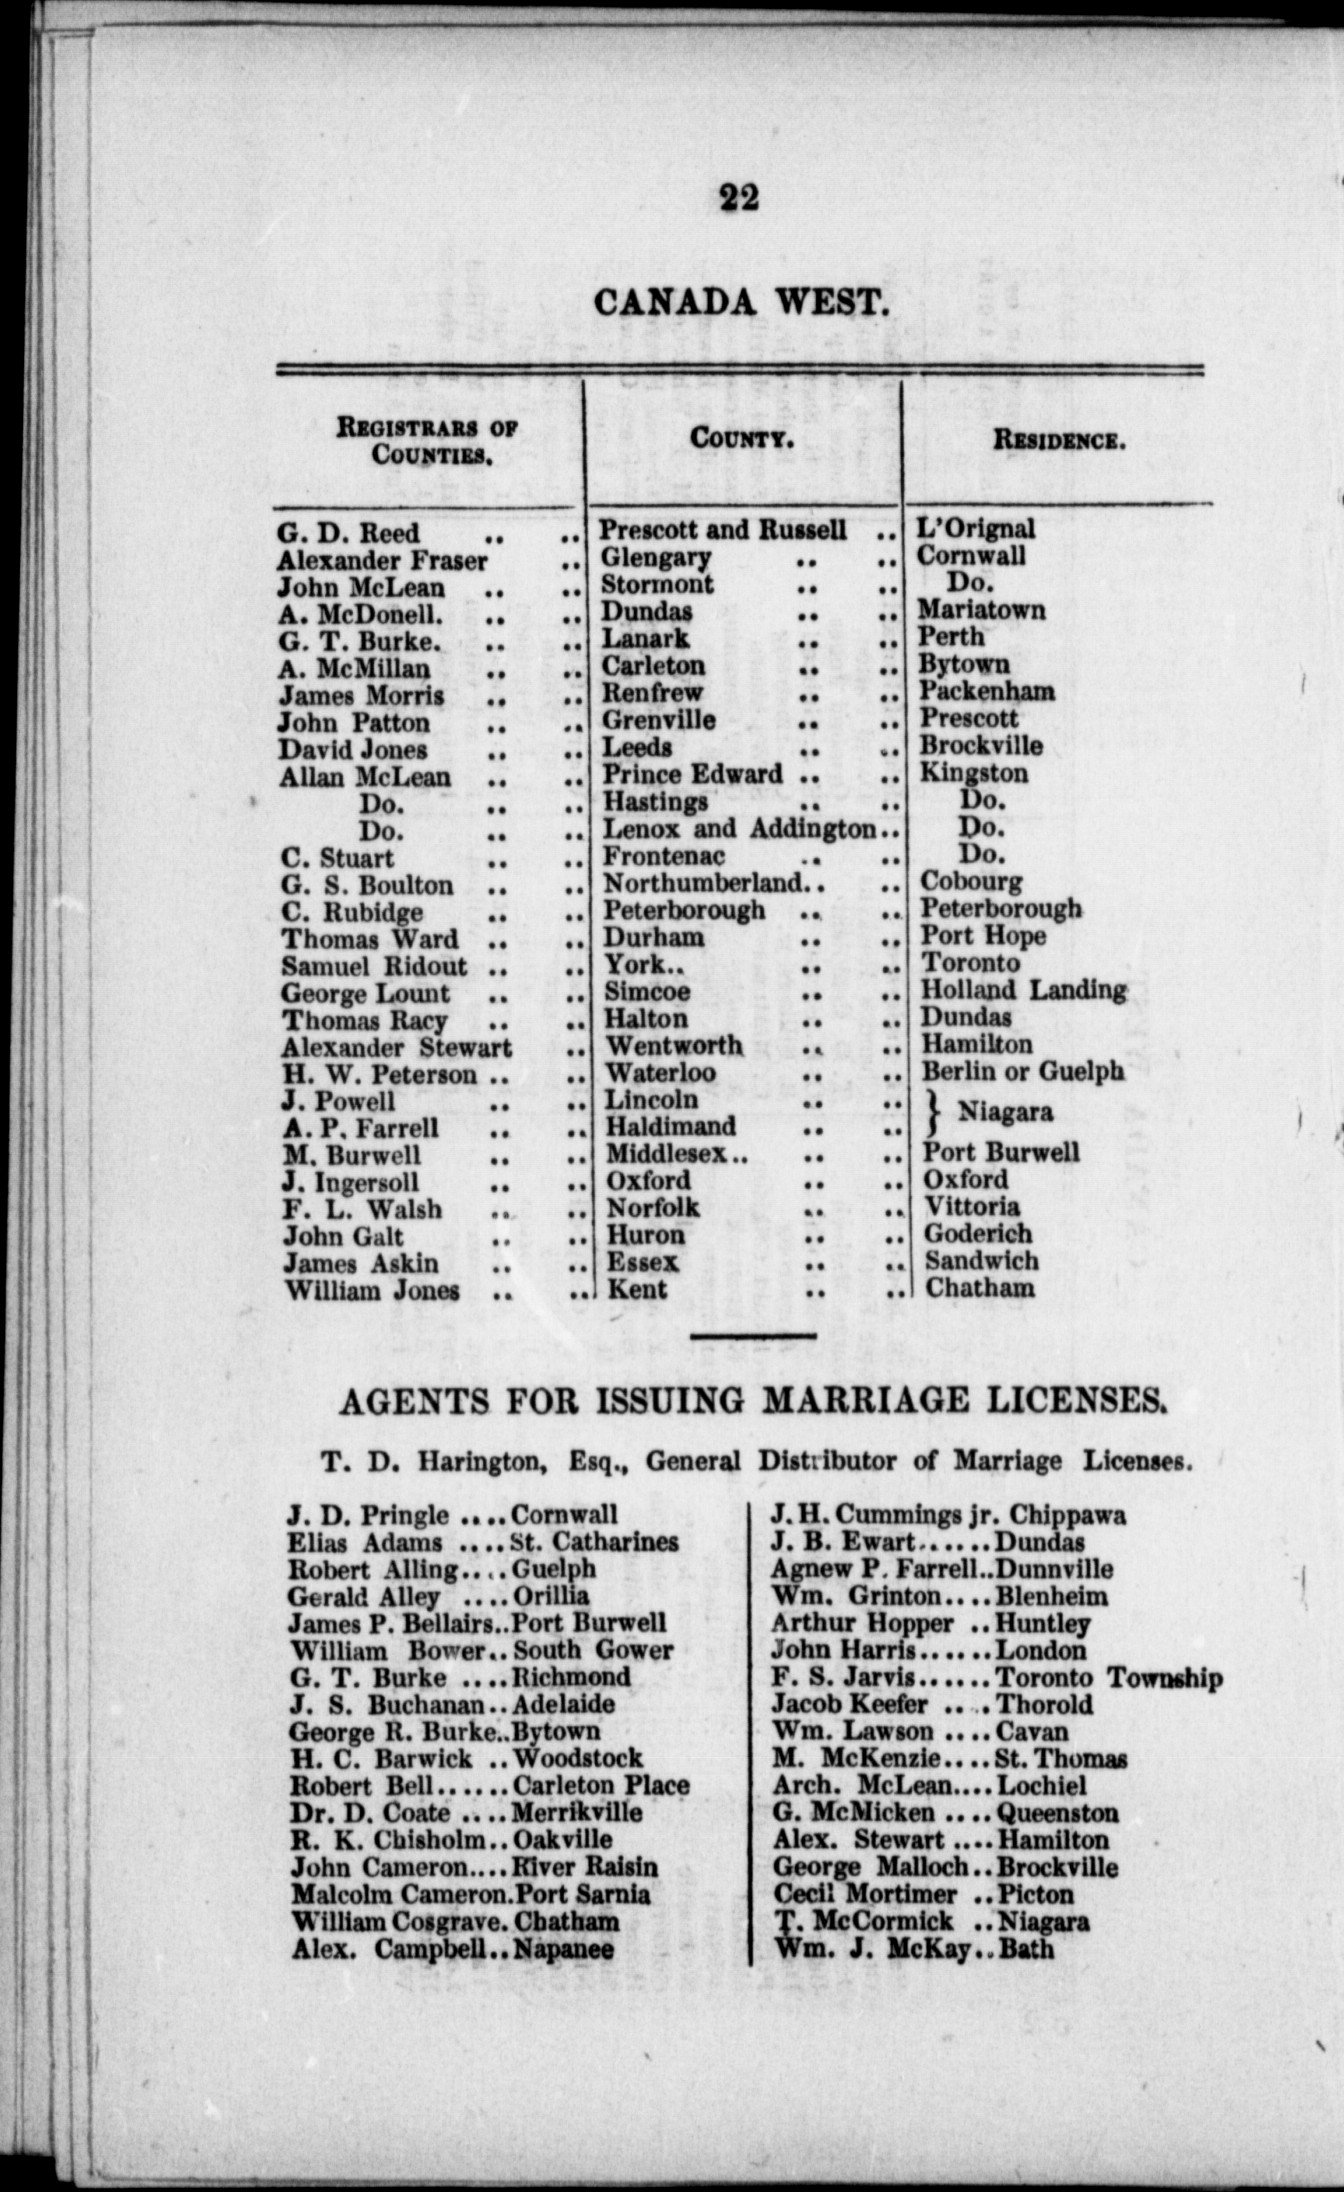 22
CANADA WEST.
REGISTRARS OF COUNTIES. COUNTY. RESIDENCE.
G. D. Reed .. .. Prescott and Russell .. L'Orignal
Alexander Fraser .. Glengary .. .. Cornwall
John McLean .. .. Stormont .. .. Do.
A. McDonell. .. .. Dundas .. .. Mariatown
G. T. Burke. .. .. Lanark .. .. Perth
A. McMillan .. .. Carleton .. .. Bytown
James Morris .. .. Renfrew .. .. Packenham
John Patton .. .. Grenville .. .. Prescott
David Jones .. .. Leeds .. .. Brockville
Allan McLean .. .. Prince Edward .. .. Kingston
Do. .. .. Hastings .. .. Do.
Do. .. .. Lenox and Addington.. Do.
C. Stuart .. .. Frontenac .. .. Do.
G. S. Boulton .. .. Northumberland.. .. Cobourg
C. Rubidge .. .. Peterborough .. .. Peterborough
Thomas Ward .. .. Durham .. .. Port Hope
Samuel Ridout .. .. York.. .. .. Toronto
George Lount .. .. Simcoe .. .. Holland Landing
Thomas Racy .. .. Halton .. .. Dundas
Alexander Stewart .. Wentworth .. .. Hamilton
H. W. Peterson .. .. Waterloo .. .. Berlin or Guelph
J. Powell .. .. Lincoln .. .. } Niagara
A. P. Farrell .. .. Haldimand .. ..
M. Burwell .. .. Middlesex.. .. .. Port Burwell
J. Ingersoll .. .. Oxford .. .. Oxford
F. L. Walsh .. .. Norfolk .. .. Vittoria
John Galt .. .. Huron .. .. Goderich
James Askin .. .. Essex .. .. Sandwich
William Jones .. .. Kent .. .. Chatham
AGENTS FOR ISSUING MARRIAGE LICENSES.
T. D. Harington, Esq., General Distributor of Marriage Licenses.
J. D. Pringle ....Cornwall
Elias Adams ....St. Catharines
Robert Alling....Guelph
Gerald Alley ....Orillia
James P. Bellairs..Port Burwell
William Bower..South Gower
G. T. Burke ....Richmond
J. S. Buchanan..Adelaide
George R. Burke..Bytown
H. C. Barwick ..Woodstock
Robert Bell......Carleton Place
Dr. D. Coate ....Merrikville
R. K. Chisholm..Oakville
John Cameron....River Raisin
Malcolm Cameron.Port Sarnia
William Cosgrave.Chatham
Alex. Campbell..Napanee
J. H. Cummings jr. Chippawa
J. B. Ewart......Dundas
Agnew P. Farrell..Dunnville
Wm. Grinton....Blenheim
Arthur Hopper ..Huntley
John Harris......London
F. S. Jarvis......Toronto Township
Jacob Keefer ....Thorold
Wm. Lawson ....Cavan
M. McKenzie....St. Thomas
Arch. McLean....Lochiel
G. McMicken ....Queenston
Alex. Stewart ....Hamilton
George Malloch..Brockville
Cecil Mortimer ..Picton
T. McCormick ..Niagara
Wm. J. McKay..Bath